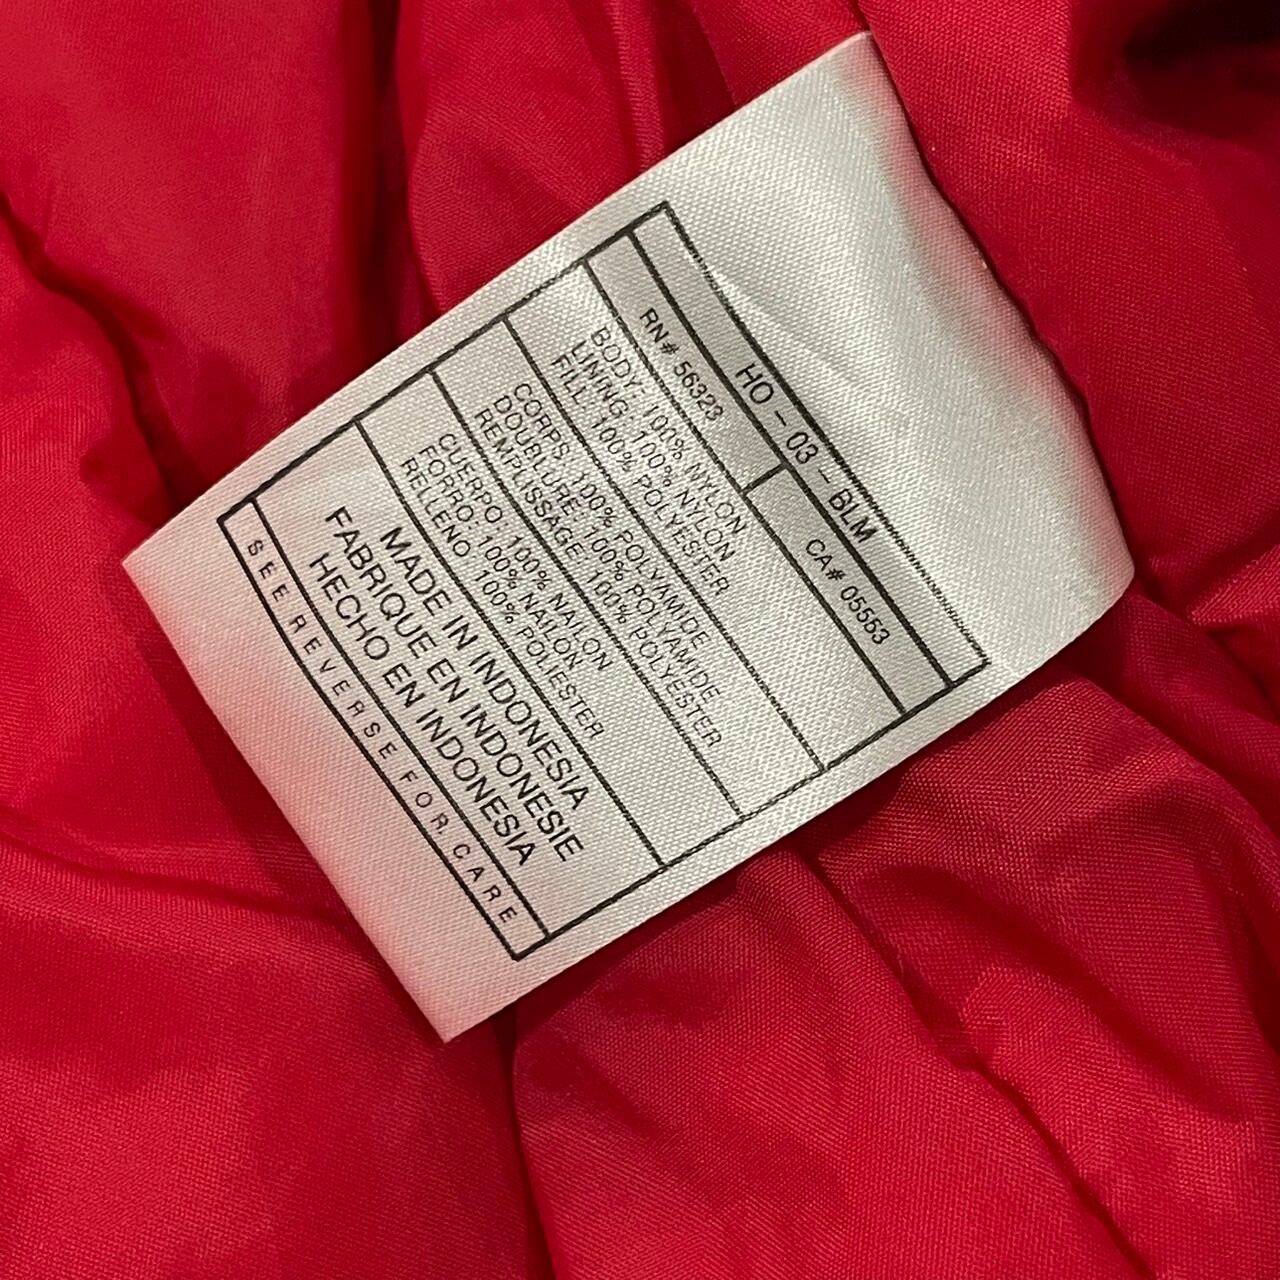 HO - 03 - BLM
RN# 56323
CA# 05553
BODY: 100% NYLON
LINING: 100% NYLON
FILL: 100% POLYESTER
CORPS: 100% POLYAMIDE
DOUBLURE: 100% POLYAMIDE
REMPLISSAGE: 100% POLYESTER
CUERPO: 100% NAILON
FORRO: 100% NAILON
RELLENO: 100% POLIESTER
MADE IN INDONESIA
FABRIQUE EN INDONESIE
HECHO EN INDONESIA
SEE REVERSE FOR CARE